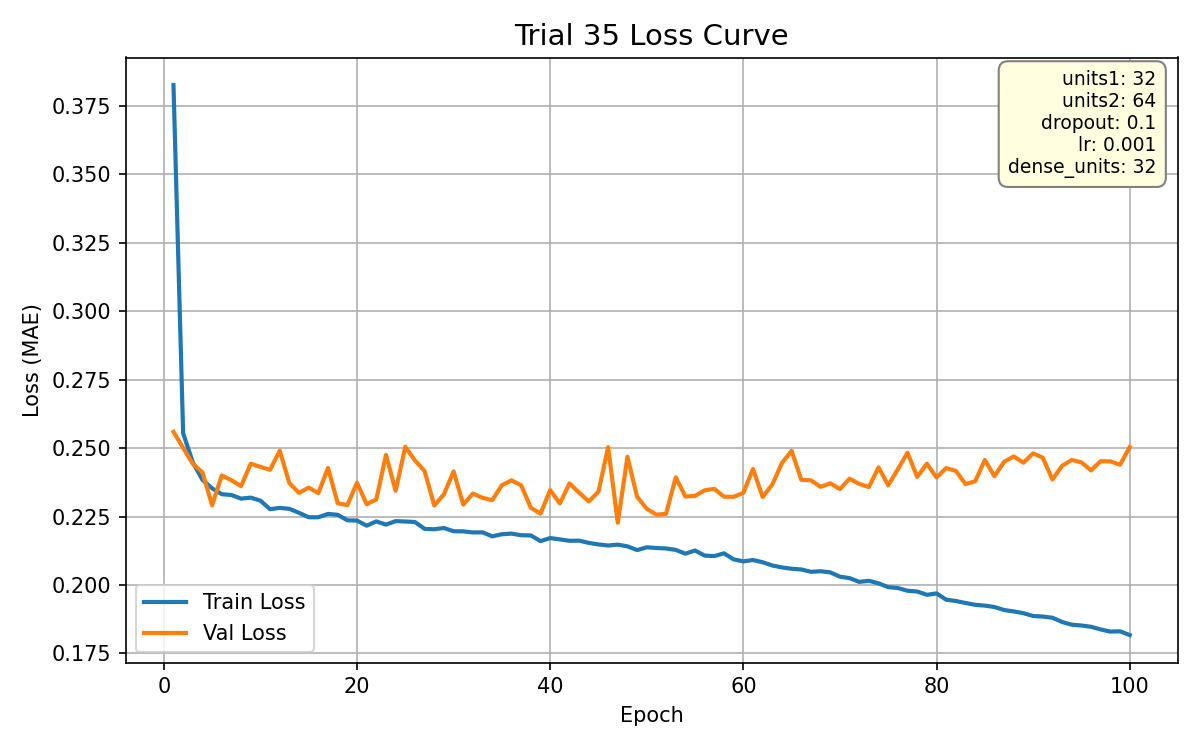 Trial 35 Loss Curve
units1: 32
units2: 64
dropout: 0.1
lr: 0.001
dense_units: 32
Loss (MAE)
0.375
0.350
0.325
0.300
0.275
0.250
0.225
0.200
0.175
Train Loss
Val Loss
0 20 40 60 80 100
Epoch